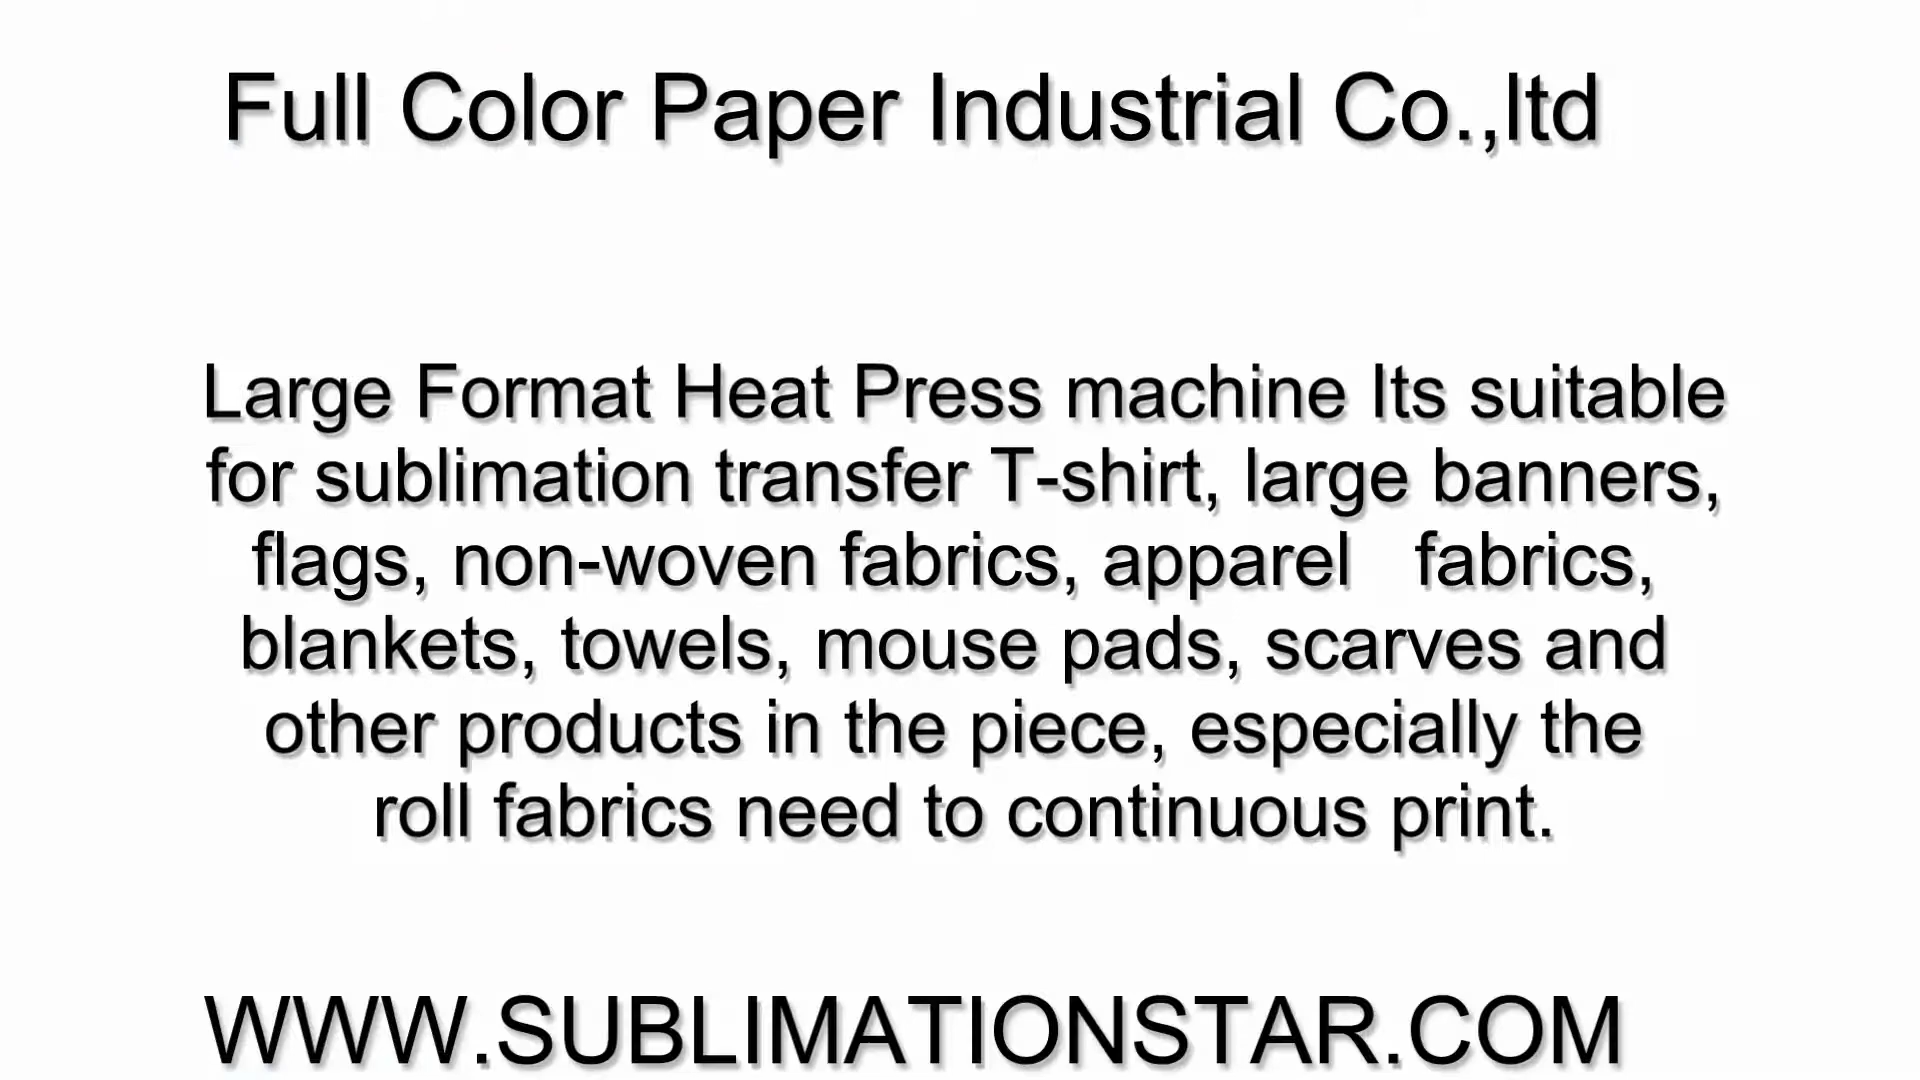 Full Color Paper Industrial Co.,ltd
Large Format Heat Press machine Its suitable
for sublimation transfer T-shirt, large banners,
flags, non-woven fabrics, apparel   fabrics,
blankets, towels, mouse pads, scarves and
other products in the piece, especially the
roll fabrics need to continuous print.
WWW.SUBLIMATIONSTAR.COM